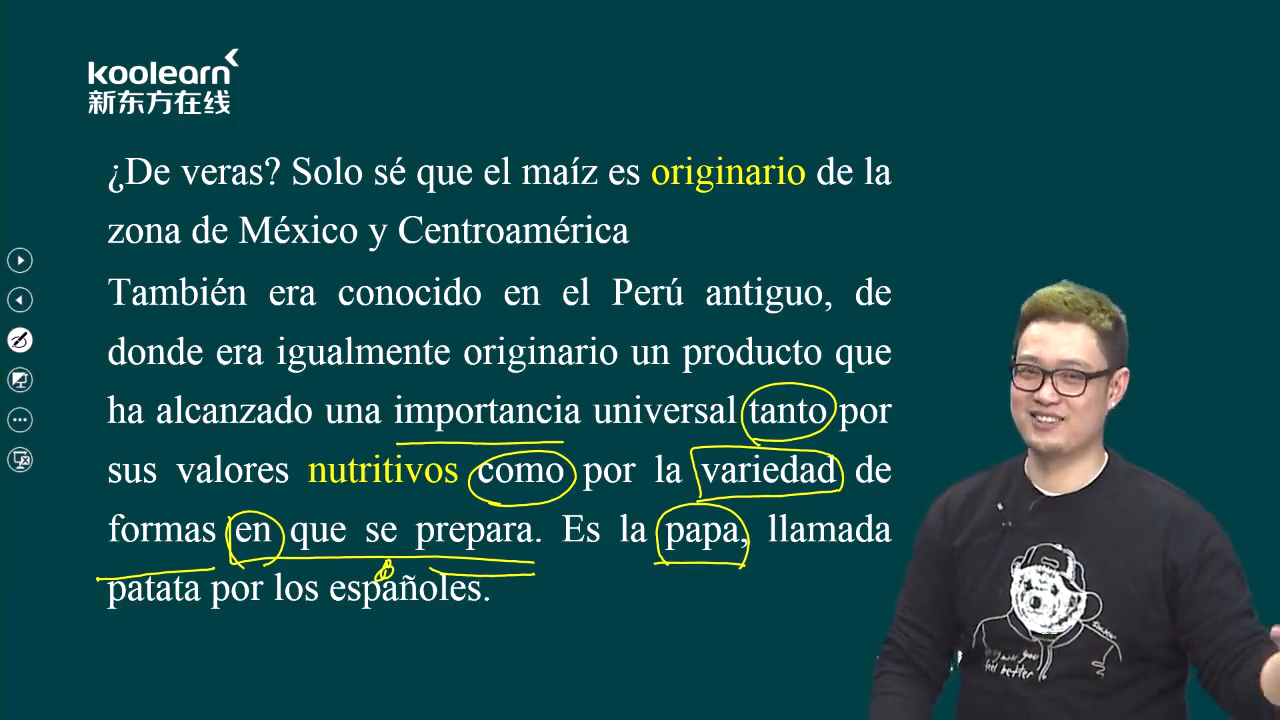 koolearn
新东方在线
¿De veras? Solo sé que el maíz es originario de la
zona de México y Centroamérica
También era conocido en el Perú antiguo, de
donde era igualmente originario un producto que
ha alcanzado una importancia universal tanto por
sus valores nutritivos como por la variedad de
formas en que se prepara. Es la papa, llamada
patata por los españoles.
feel better